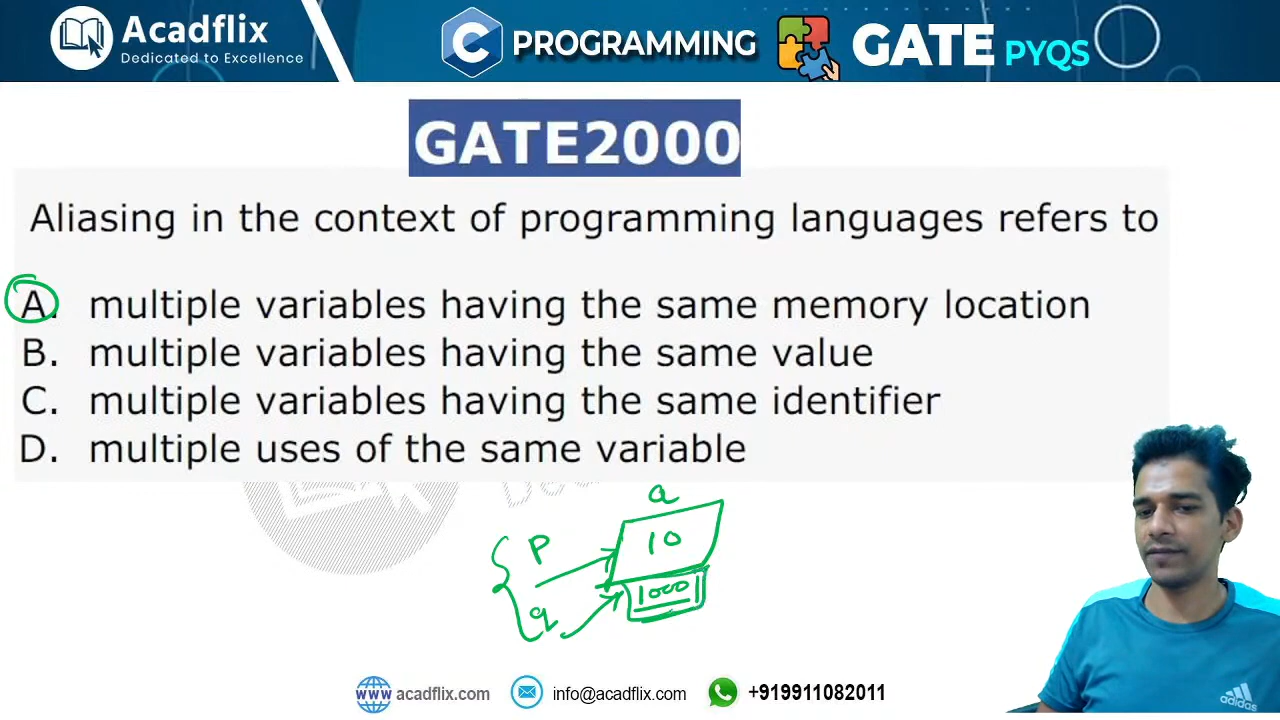 Acadflix
Dedicated to Excellence
C PROGRAMMING
GATE PYQS
GATE2000
Aliasing in the context of programming languages refers to
A. multiple variables having the same memory location
B. multiple variables having the same value
C. multiple variables having the same identifier
D. multiple uses of the same variable
a
p
10
q
1000
www acadflix.com
info@acadflix.com
+919911082011
adidas